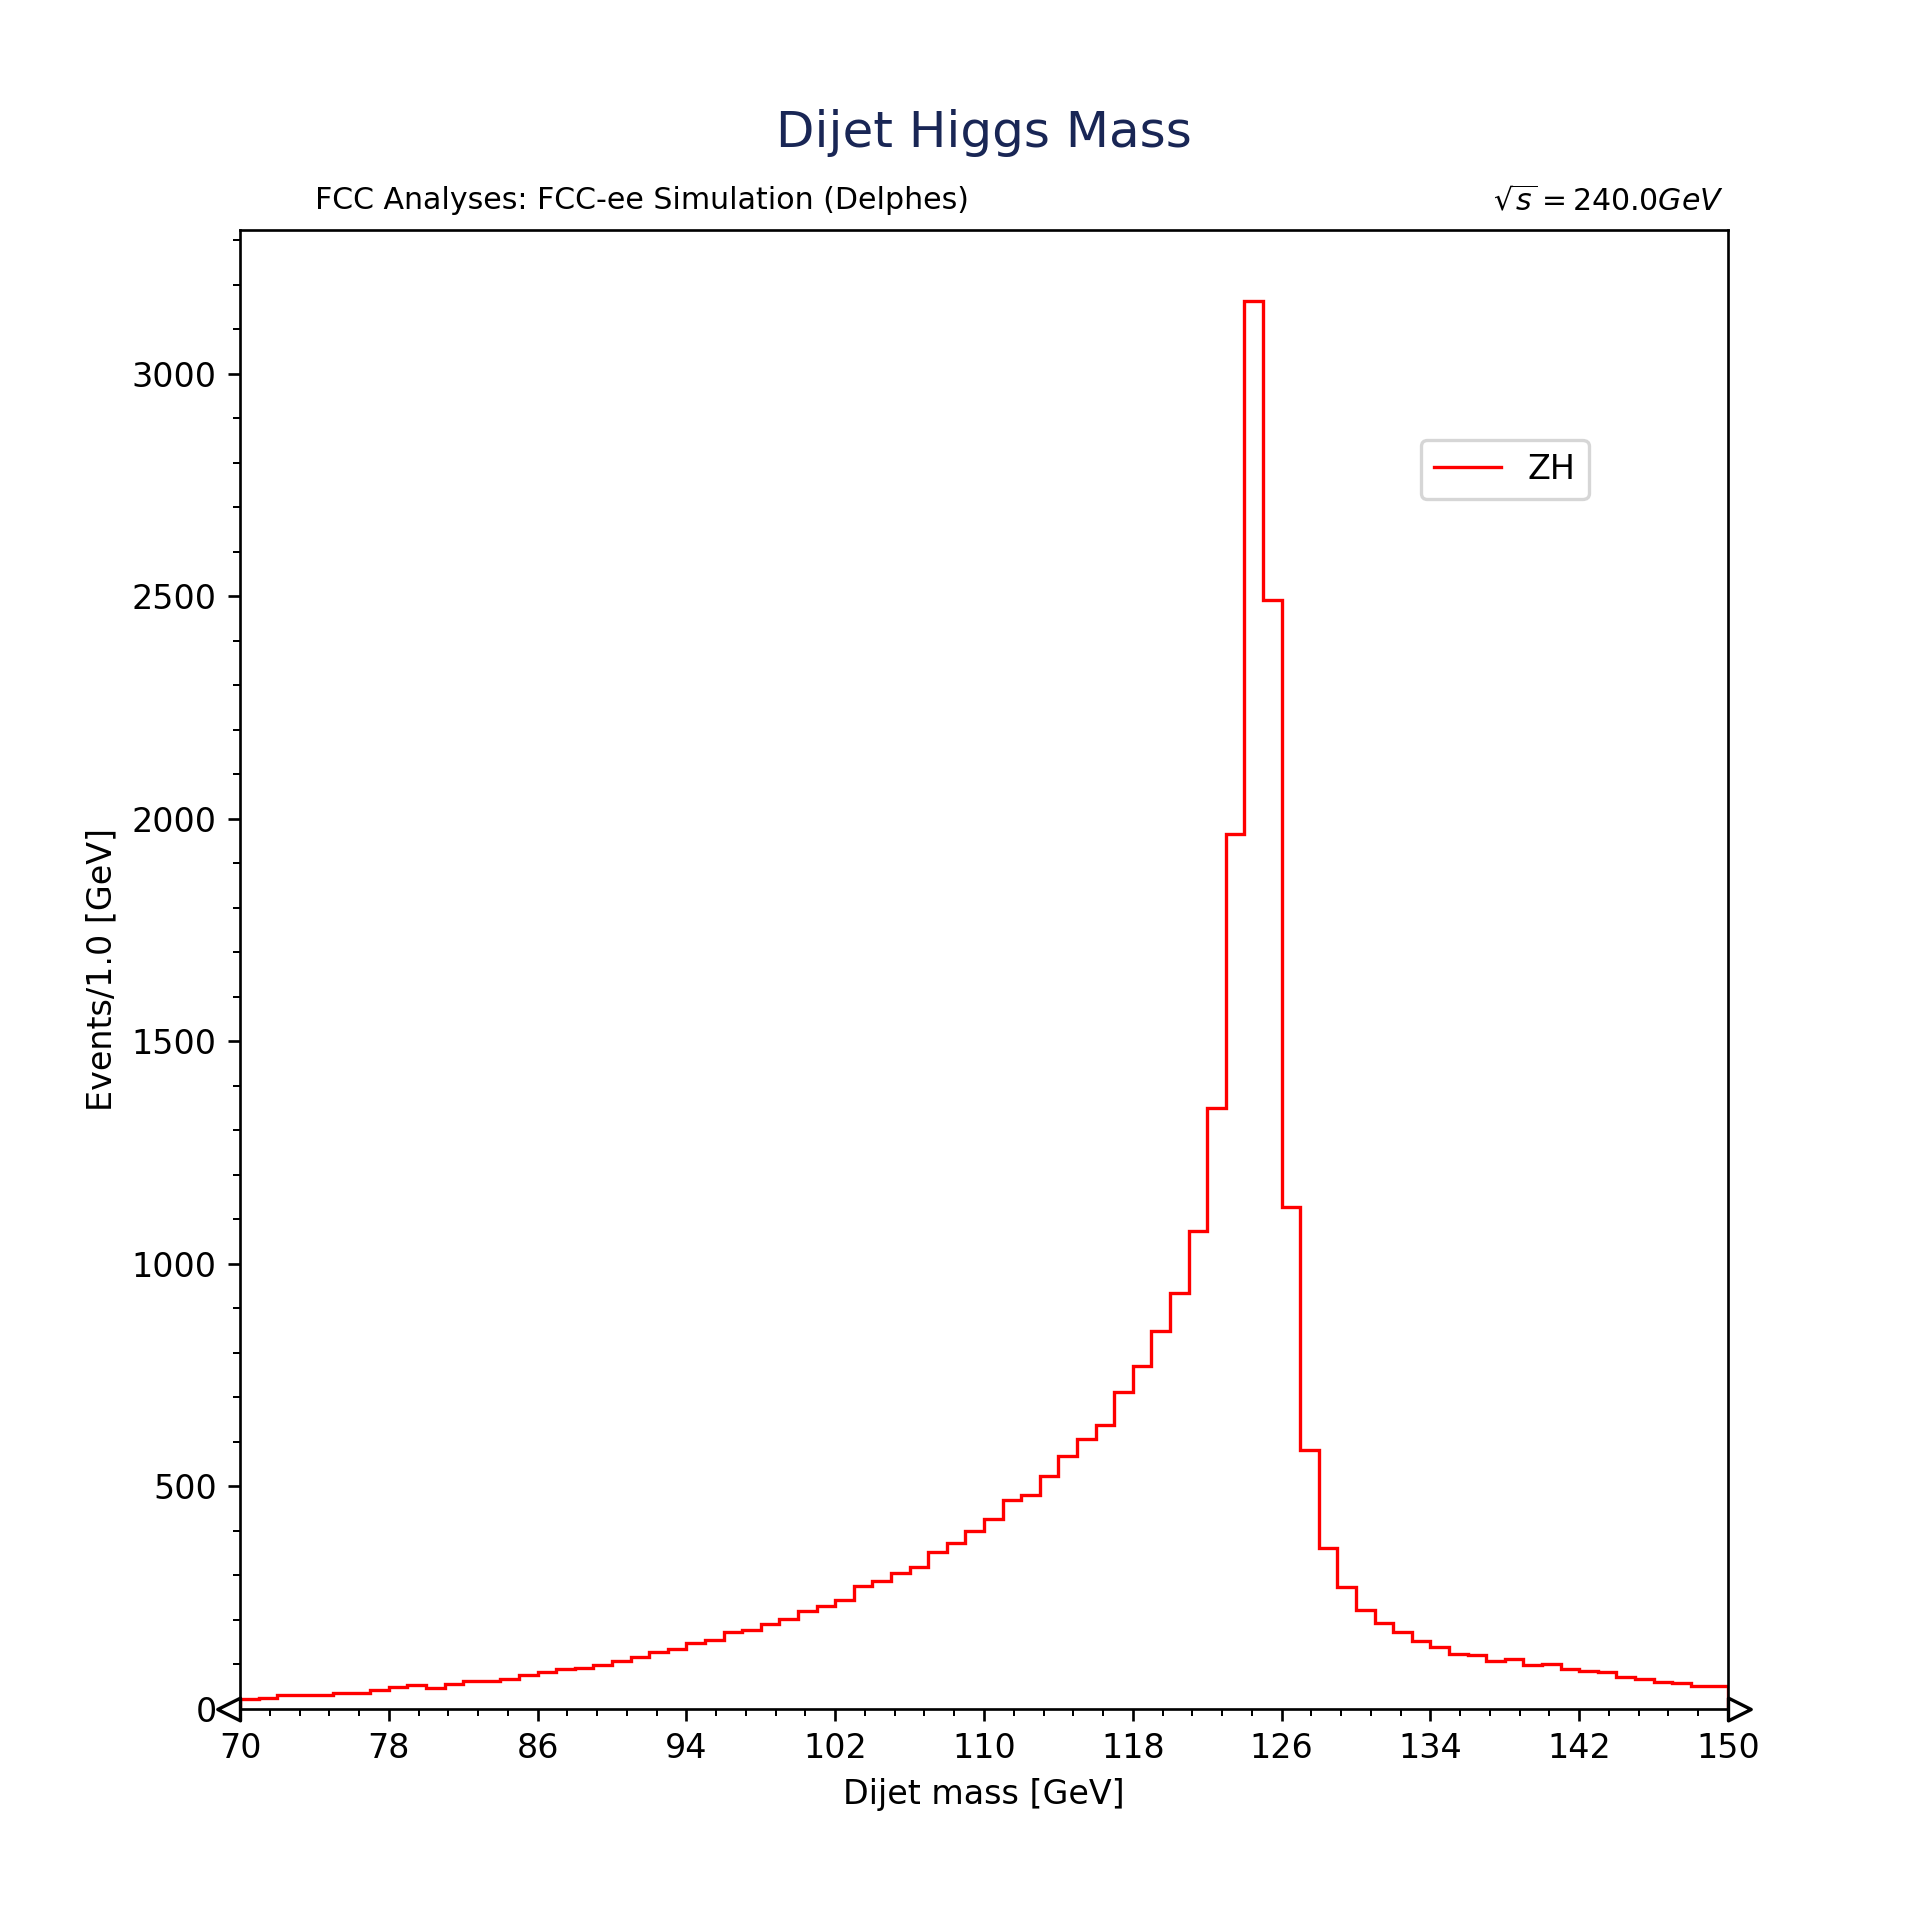 Dijet Higgs Mass
FCC Analyses: FCC-ee Simulation (Delphes)
√s = 240.0GeV
3000
2500
2000
1500
1000
500
0
Events/1.0 [GeV]
ZH
70 78 86 94 102 110 118 126 134 142 150
Dijet mass [GeV]